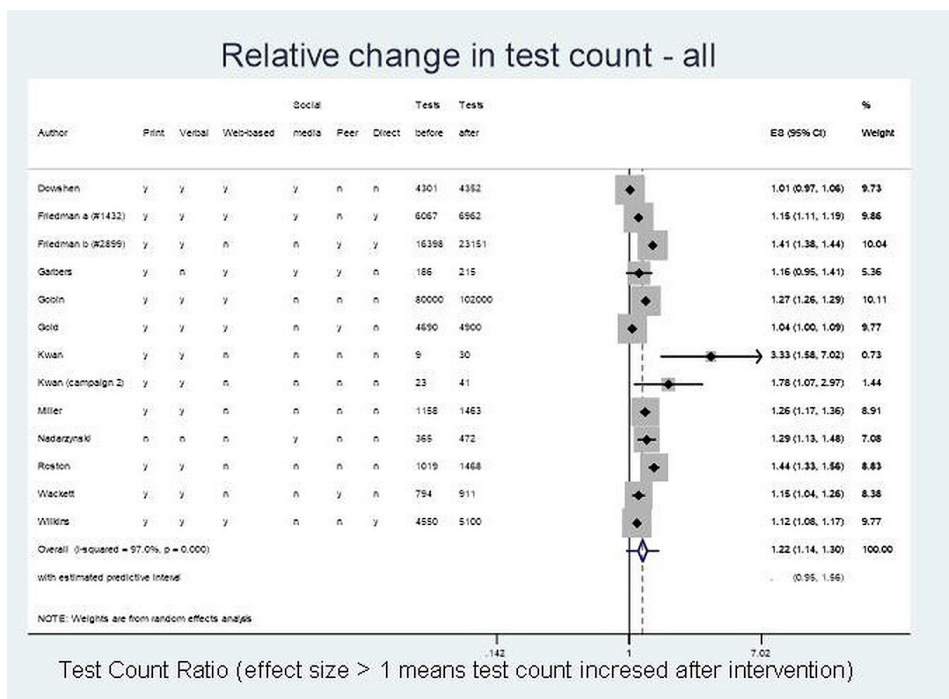 Relative change in test count - all
Social Tests Tests %
Author Print Verbal Web-based media Peer Direct before after ES (95% CI) Weight
Dowshen y y y y n n 4301 4352 1.01 (0.97, 1.06) 9.73
Friedman a (#1432) y y y y n y 6067 6962 1.15 (1.11, 1.19) 9.86
Friedman b (#2899) y y n n y y 16398 23151 1.41 (1.38, 1.44) 10.04
Garbers y n y y y n 186 215 1.16 (0.95, 1.41) 5.36
Gobin y y y n n n 80000 102000 1.27 (1.26, 1.29) 10.11
Gold y y y n y n 4690 4900 1.04 (1.00, 1.09) 9.77
Kwan y y n n n n 9 30 3.33 (1.58, 7.02) 0.73
Kwan (campaign 2) y y n n n n 23 41 1.78 (1.07, 2.97) 1.44
Miller y y n n n n 1158 1463 1.26 (1.17, 1.36) 8.91
Nadarzynski n n n y n n 365 472 1.29 (1.13, 1.48) 7.08
Roston y y n n n n 1019 1468 1.44 (1.33, 1.56) 8.83
Wackett y y n n y n 794 911 1.15 (1.04, 1.26) 8.38
Wilkins y y y n n y 4550 5100 1.12 (1.08, 1.17) 9.77
Overall (I-squared = 97.0%, p = 0.000) 1.22 (1.14, 1.30) 100.00
with estimated predictive interval . (0.95, 1.56)
NOTE: Weights are from random effects analysis
.142 1 7.02
Test Count Ratio (effect size > 1 means test count incresed after intervention)